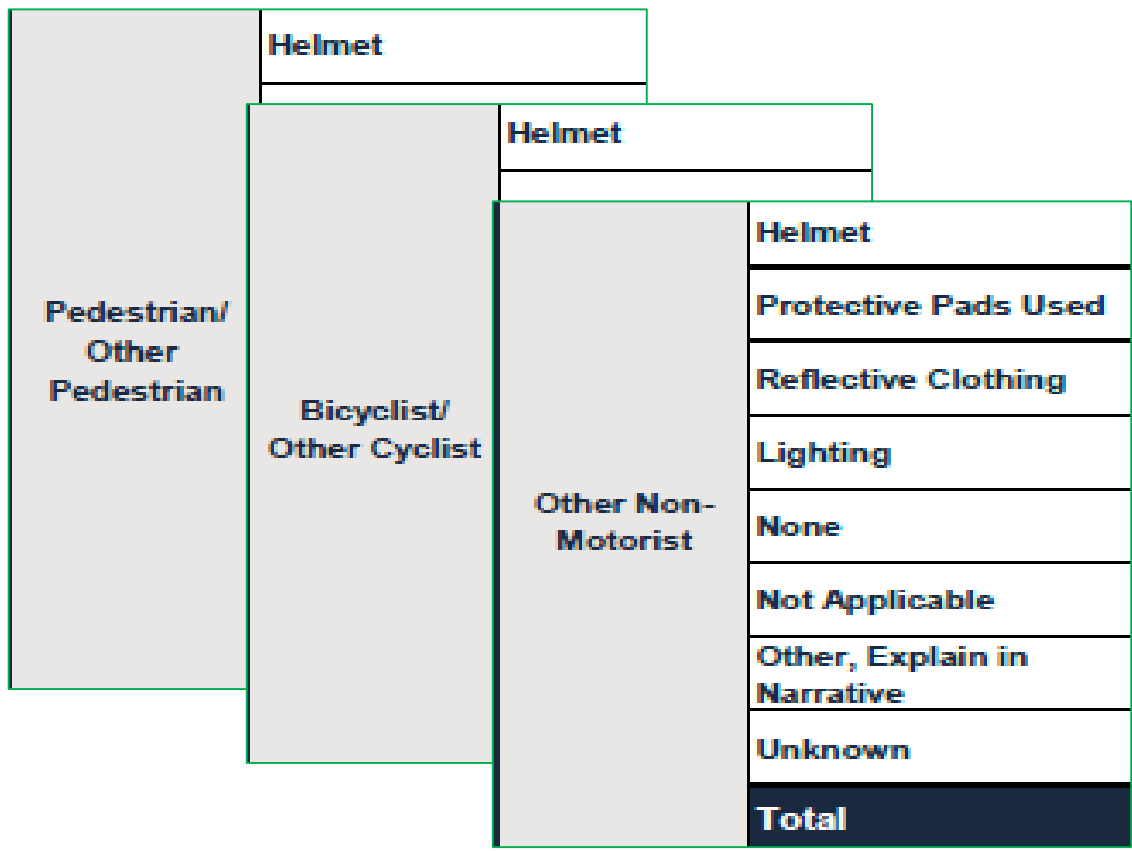 Helmet
Pedestrian/
Other
Pedestrian
Helmet
Bicyclist/
Other Cyclist
Helmet
Protective Pads Used
Reflective Clothing
Lighting
None
Not Applicable
Other, Explain in
Narrative
Unknown
Total
Other Non-
Motorist